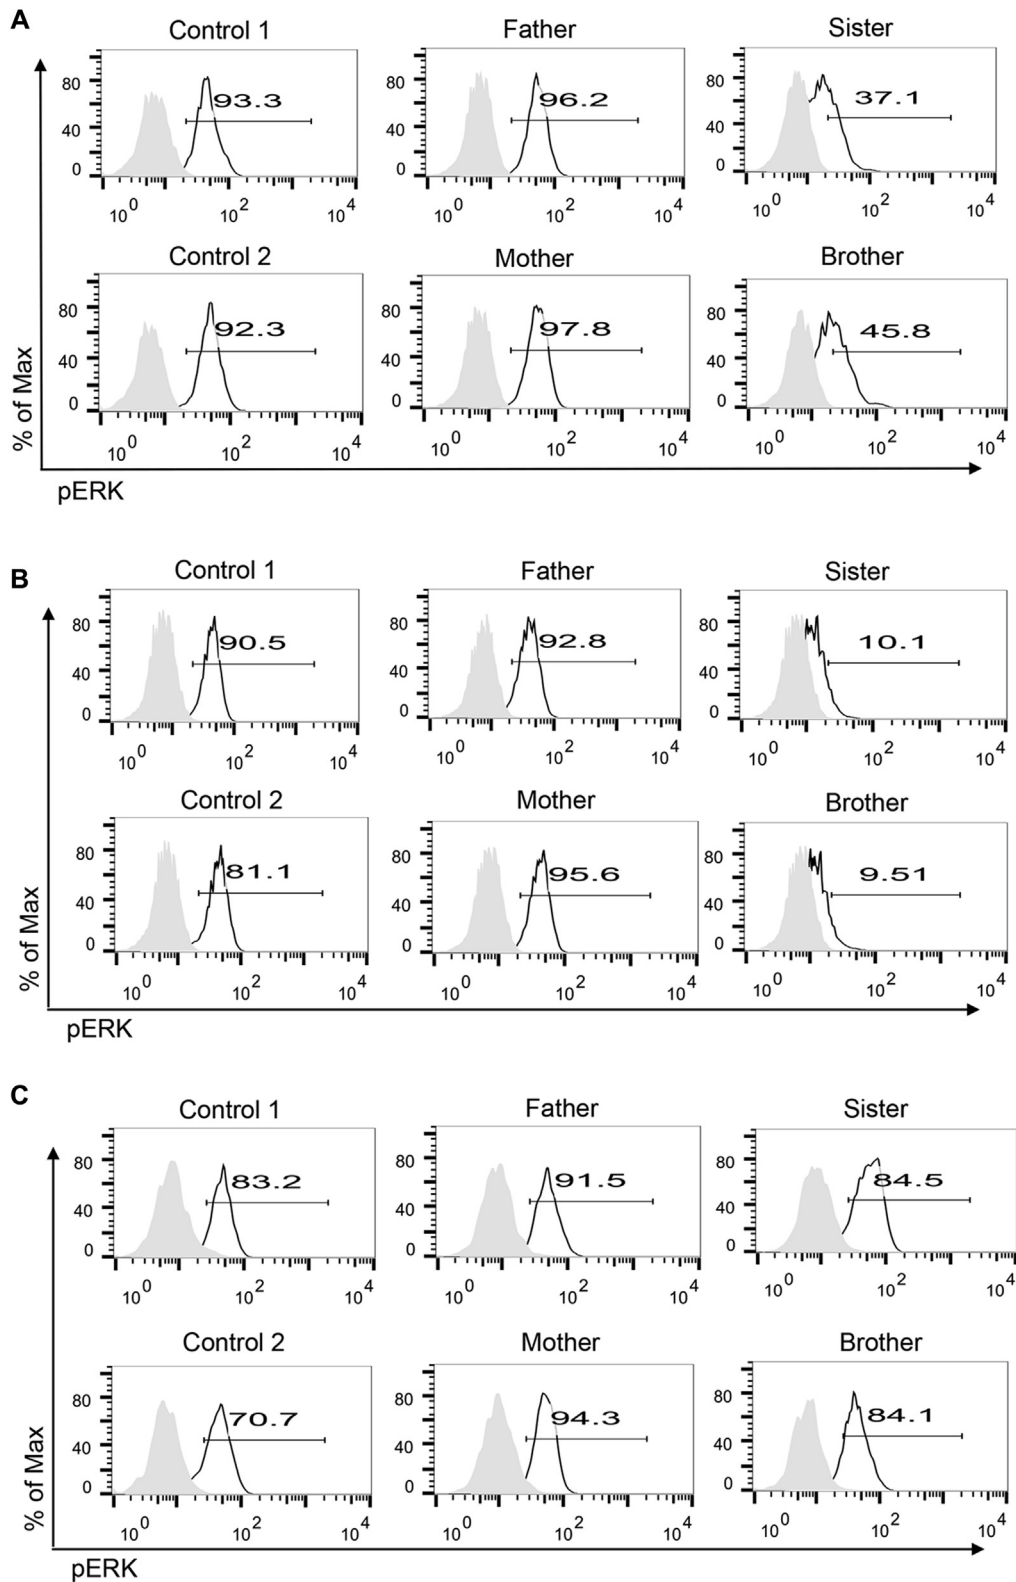 A
Control 1 Father Sister
80 93.3 80 96.2 80 37.1
40 40 40
0 0 0
10^0 10^2 10^4 10^0 10^2 10^4 10^0 10^2 10^4
Control 2 Mother Brother
80 92.3 80 97.8 80 45.8
40 40 40
0 0 0
10^0 10^2 10^4 10^0 10^2 10^4 10^0 10^2 10^4
% of Max
pERK
B
Control 1 Father Sister
80 90.5 80 92.8 80 10.1
40 40 40
0 0 0
10^0 10^2 10^4 10^0 10^2 10^4 10^0 10^2 10^4
Control 2 Mother Brother
80 81.1 80 95.6 80 9.51
40 40 40
0 0 0
10^0 10^2 10^4 10^0 10^2 10^4 10^0 10^2 10^4
% of Max
pERK
C
Control 1 Father Sister
80 83.2 80 91.5 80 84.5
40 40 40
0 0 0
10^0 10^2 10^4 10^0 10^2 10^4 10^0 10^2 10^4
Control 2 Mother Brother
80 70.7 80 94.3 80 84.1
40 40 40
0 0 0
10^0 10^2 10^4 10^0 10^2 10^4 10^0 10^2 10^4
% of Max
pERK